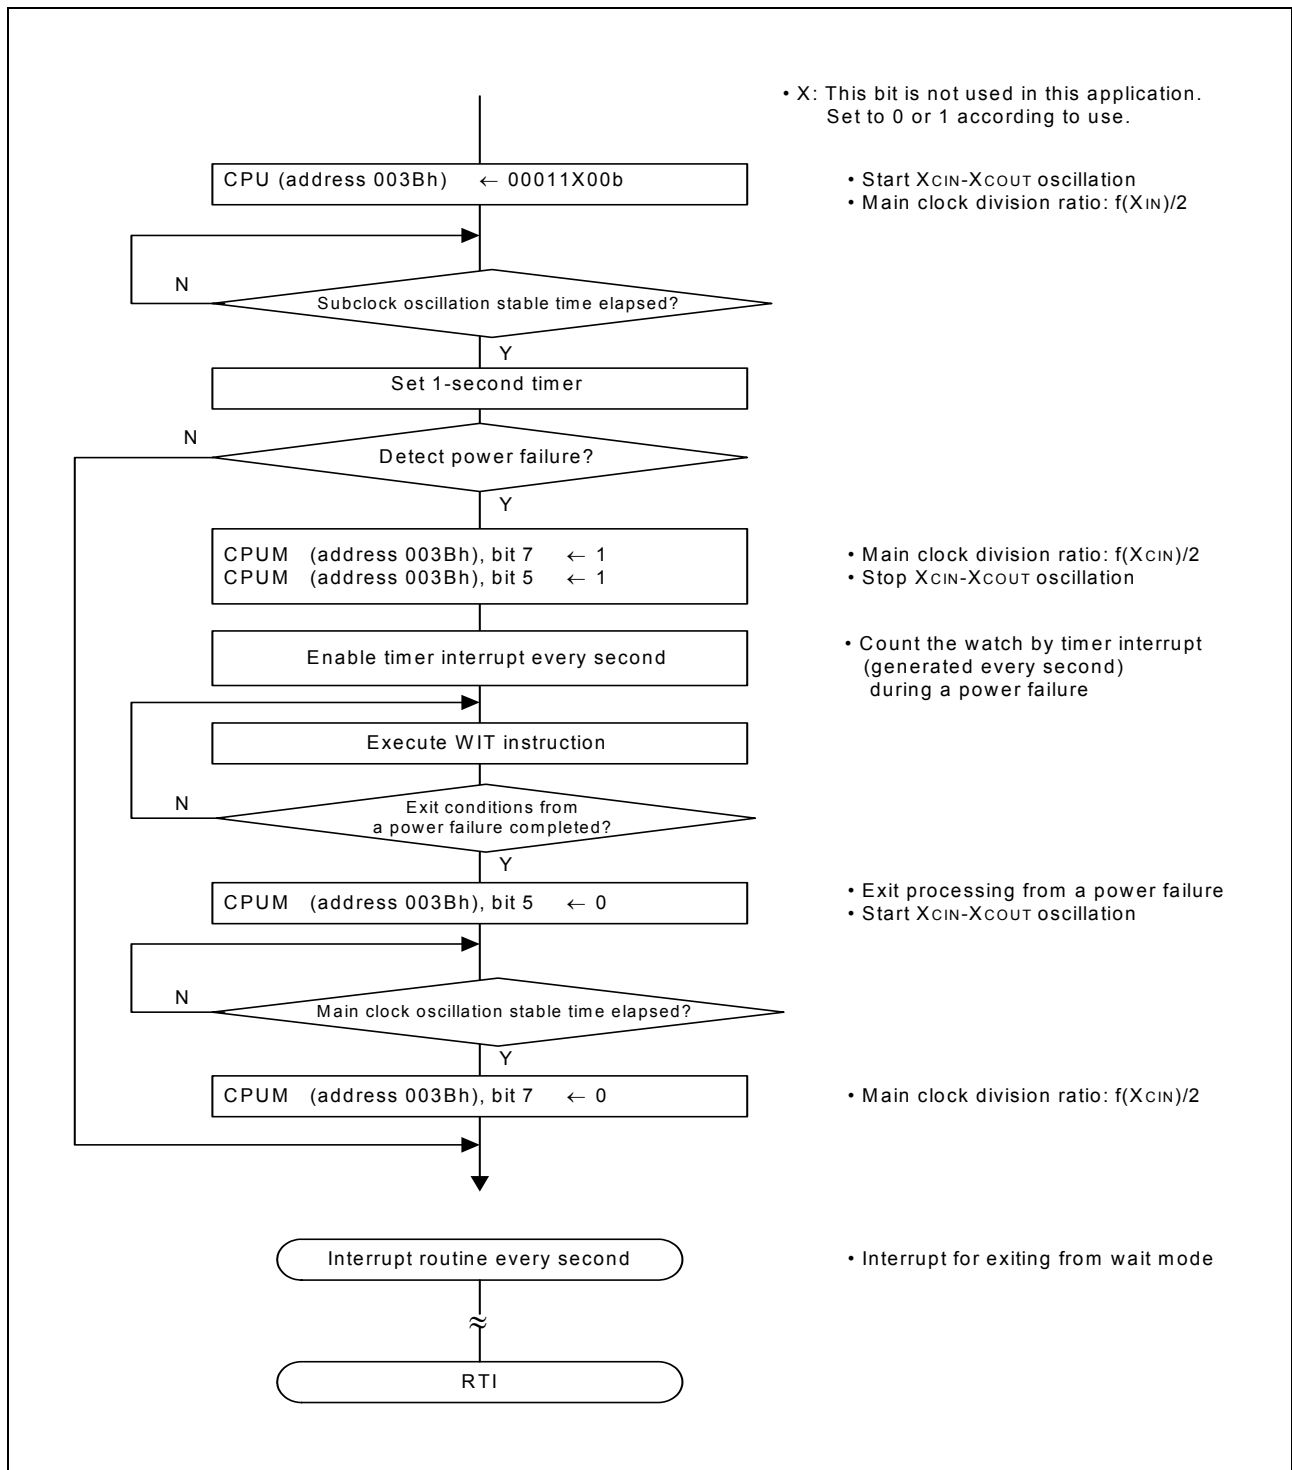 • X: This bit is not used in this application.
Set to 0 or 1 according to use.
CPU (address 003Bh) ← 00011X00b
• Start XCIN-XCOUT oscillation
• Main clock division ratio: f(XIN)/2
N
Subclock oscillation stable time elapsed?
Y
Set 1-second timer
N
Detect power failure?
Y
CPUM (address 003Bh), bit 7 ← 1
CPUM (address 003Bh), bit 5 ← 1
• Main clock division ratio: f(XCIN)/2
• Stop XCIN-XCOUT oscillation
Enable timer interrupt every second
• Count the watch by timer interrupt
(generated every second)
during a power failure
Execute WIT instruction
N
Exit conditions from
a power failure completed?
Y
CPUM (address 003Bh), bit 5 ← 0
• Exit processing from a power failure
• Start XCIN-XCOUT oscillation
N
Main clock oscillation stable time elapsed?
Y
CPUM (address 003Bh), bit 7 ← 0
• Main clock division ratio: f(XCIN)/2
Interrupt routine every second
• Interrupt for exiting from wait mode
≈
RTI